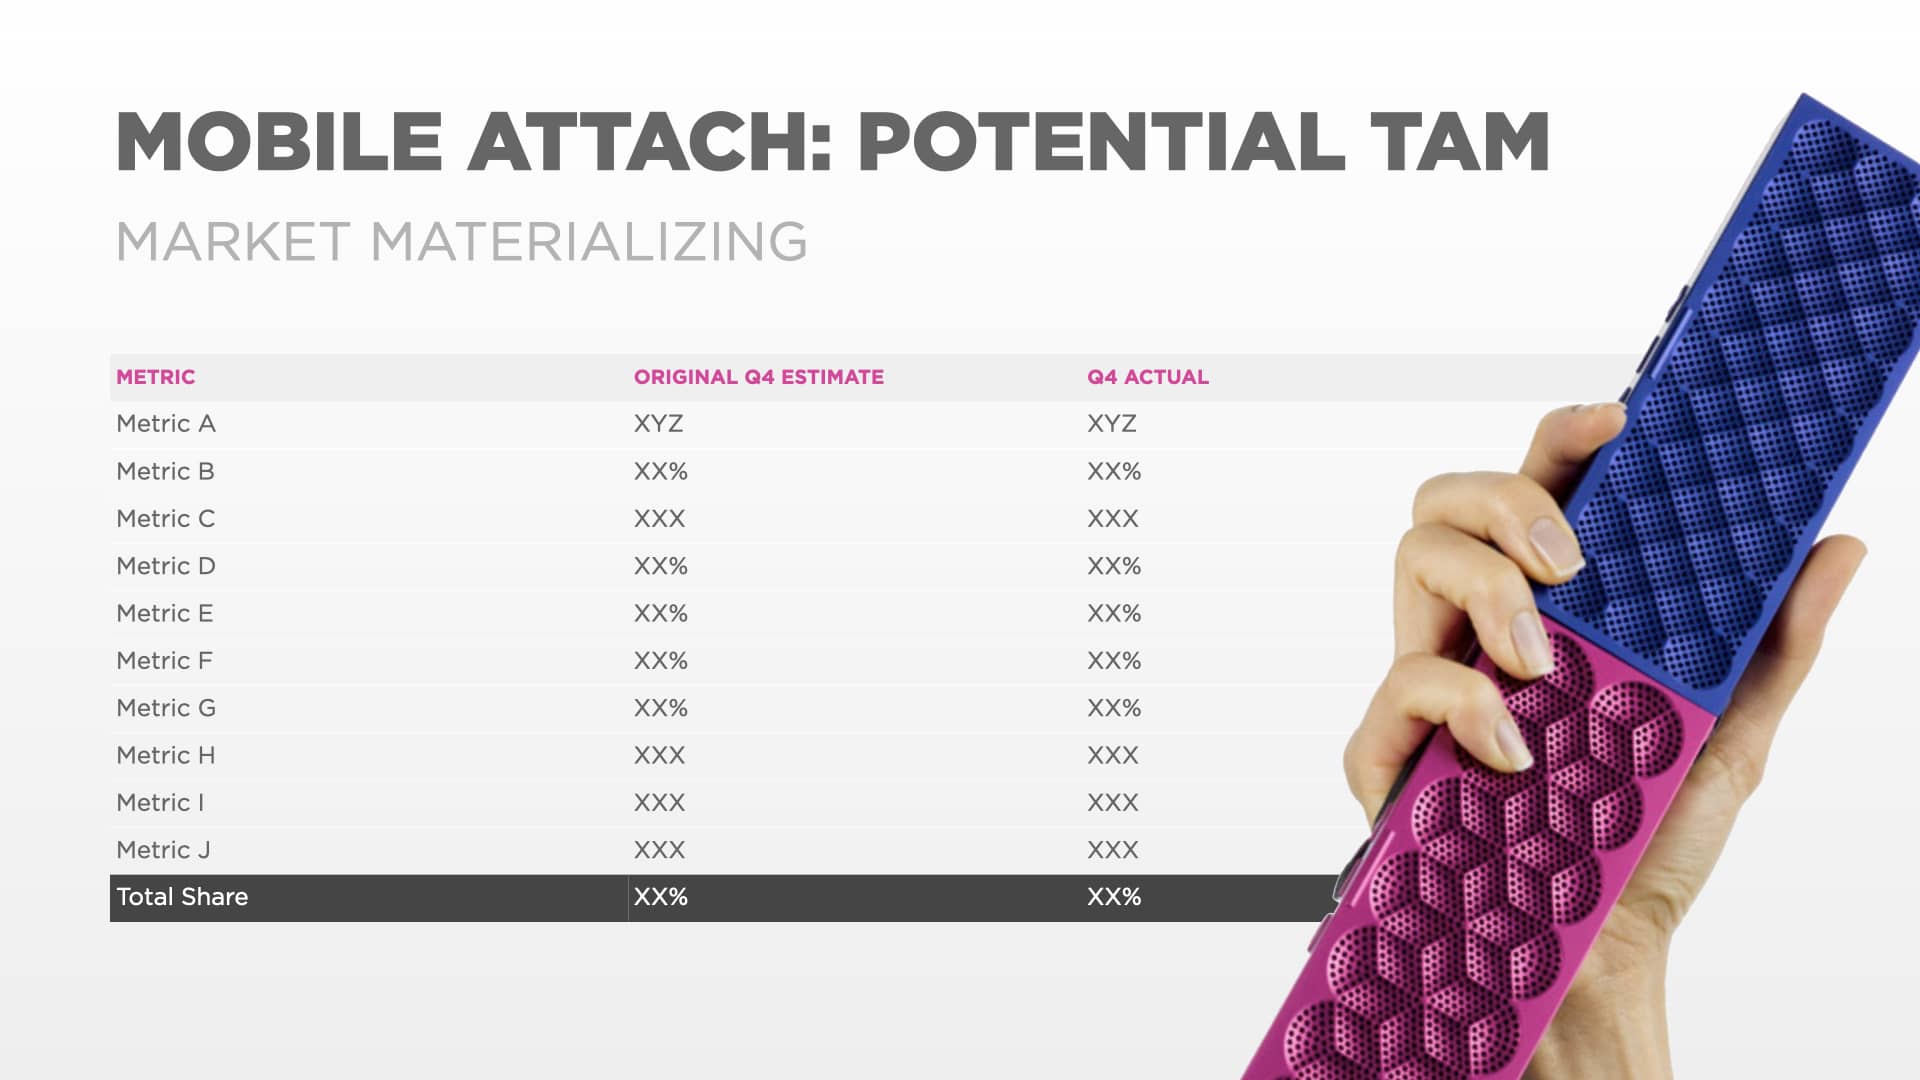 MOBILE ATTACH: POTENTIAL TAM
MARKET MATERIALIZING
METRIC ORIGINAL Q4 ESTIMATE Q4 ACTUAL
Metric A XYZ XYZ
Metric B XX% XX%
Metric C XXX XXX
Metric D XX% XX%
Metric E XX% XX%
Metric F XX% XX%
Metric G XX% XX%
Metric H XXX XXX
Metric I XXX XXX
Metric J XXX XXX
Total Share XX% XX%